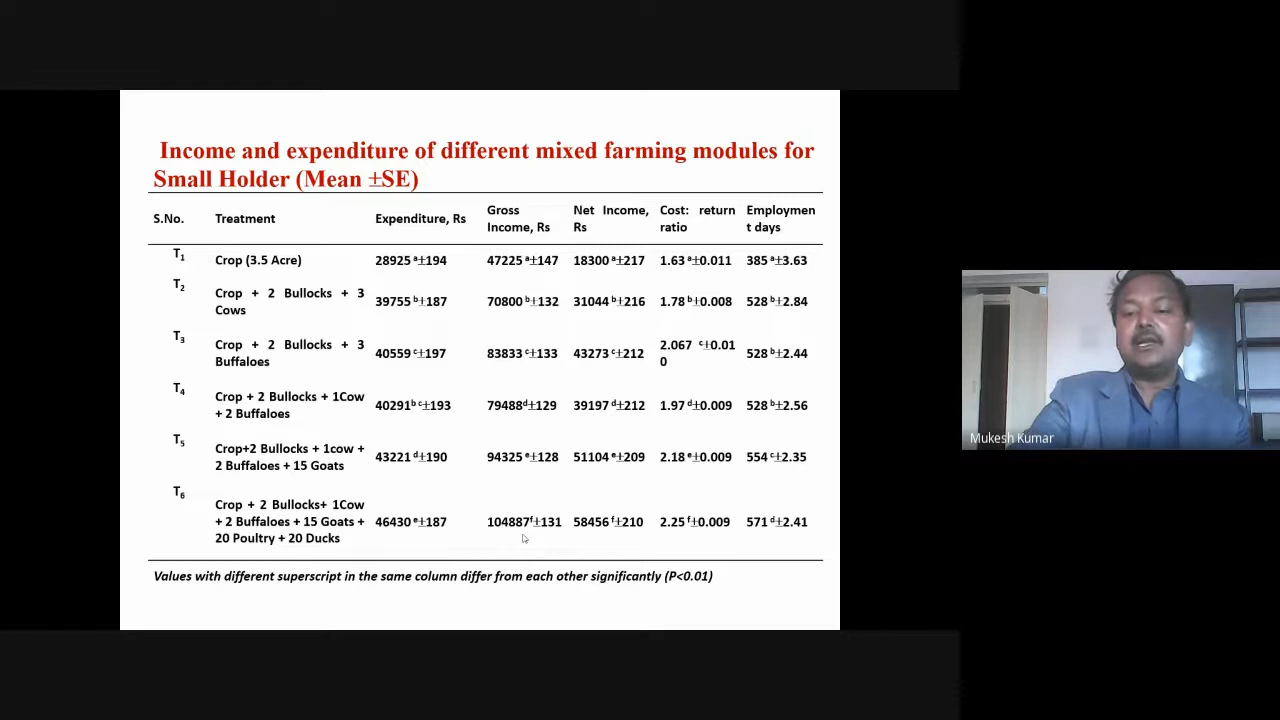 Income and expenditure of different mixed farming modules for
Small Holder (Mean ±SE)
S.No. Treatment Expenditure, Rs Gross Income, Rs Net Income, Rs Cost: return ratio Employmen t days
T1 Crop (3.5 Acre) 28925 a±194 47225 a±147 18300 a±217 1.63 a±0.011 385 a±3.63
T2 Crop + 2 Bullocks + 3 Cows 39755 b±187 70800 b±132 31044 b±216 1.78 b±0.008 528 b±2.84
T3 Crop + 2 Bullocks + 3 Buffaloes 40559 c±197 83833 c±133 43273 c±212 2.067 c±0.01 0 528 b±2.44
T4 Crop + 2 Bullocks + 1Cow + 2 Buffaloes 40291b c±193 79488d±129 39197 d±212 1.97 d±0.009 528 b±2.56
T5 Crop+2 Bullocks + 1cow + 2 Buffaloes + 15 Goats 43221 d±190 94325 e±128 51104 e±209 2.18 e±0.009 554 c±2.35
T6 Crop + 2 Bullocks+ 1Cow + 2 Buffaloes + 15 Goats + 20 Poultry + 20 Ducks 46430 e±187 104887f±131 58456 f±210 2.25 f±0.009 571 d±2.41
Values with different superscript in the same column differ from each other significantly (P<0.01)
Mukesh Kumar